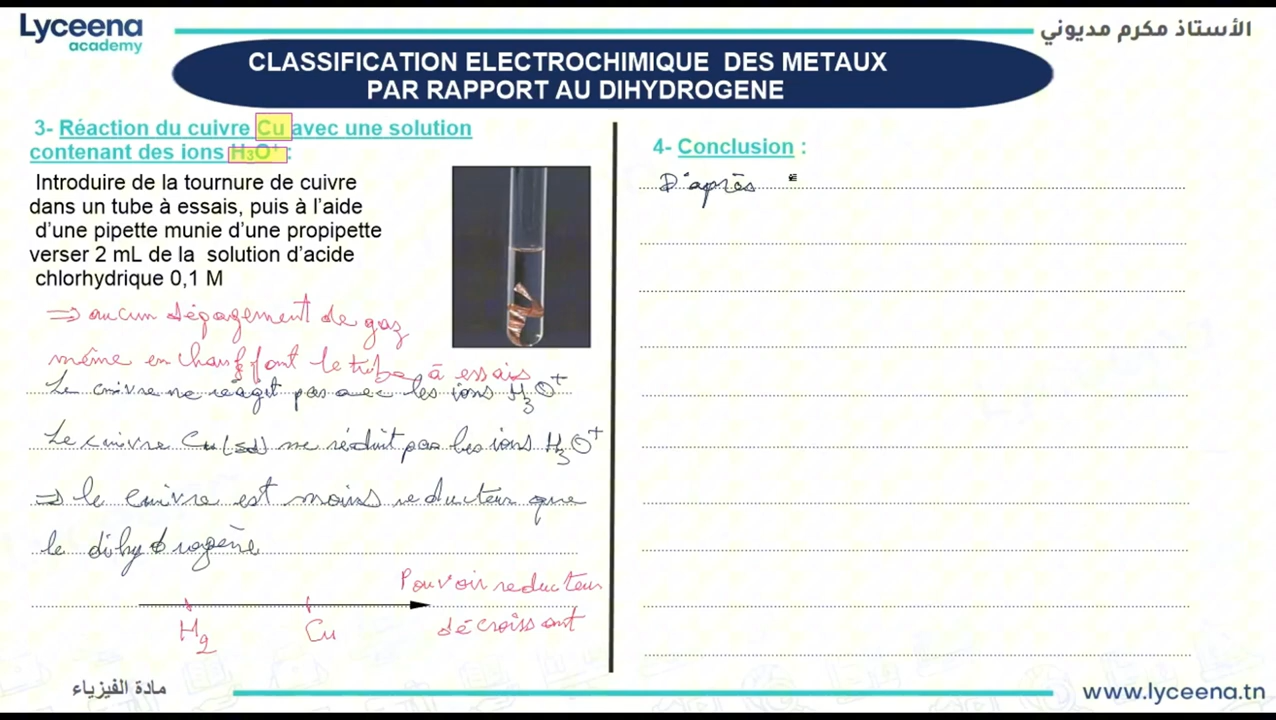 Lyceena
academy
الأستاذ مكرم مديوني
CLASSIFICATION ELECTROCHIMIQUE DES METAUX
PAR RAPPORT AU DIHYDROGENE
3- Réaction du cuivre Cu avec une solution
contenant des ions H₃O⁺ :
Introduire de la tournure de cuivre
dans un tube à essais, puis à l'aide
d'une pipette munie d'une propipette
verser 2 mL de la solution d'acide
chlorhydrique 0,1 M
⇒ aucun dépagement de gaz
même en chauffant le tube à essais
Le cuivre ne réagit pas avec les ions H₃O⁺
Le cuivre Cu (sd) ne réduit pas les ions H₃O⁺
⇒ le cuivre est moins reducteur que
le dihydrogène
Pouvoir reducteur
décroissant
H₂ Cu
4- Conclusion :
D'après
مادة الفيزياء
www.lyceena.tn